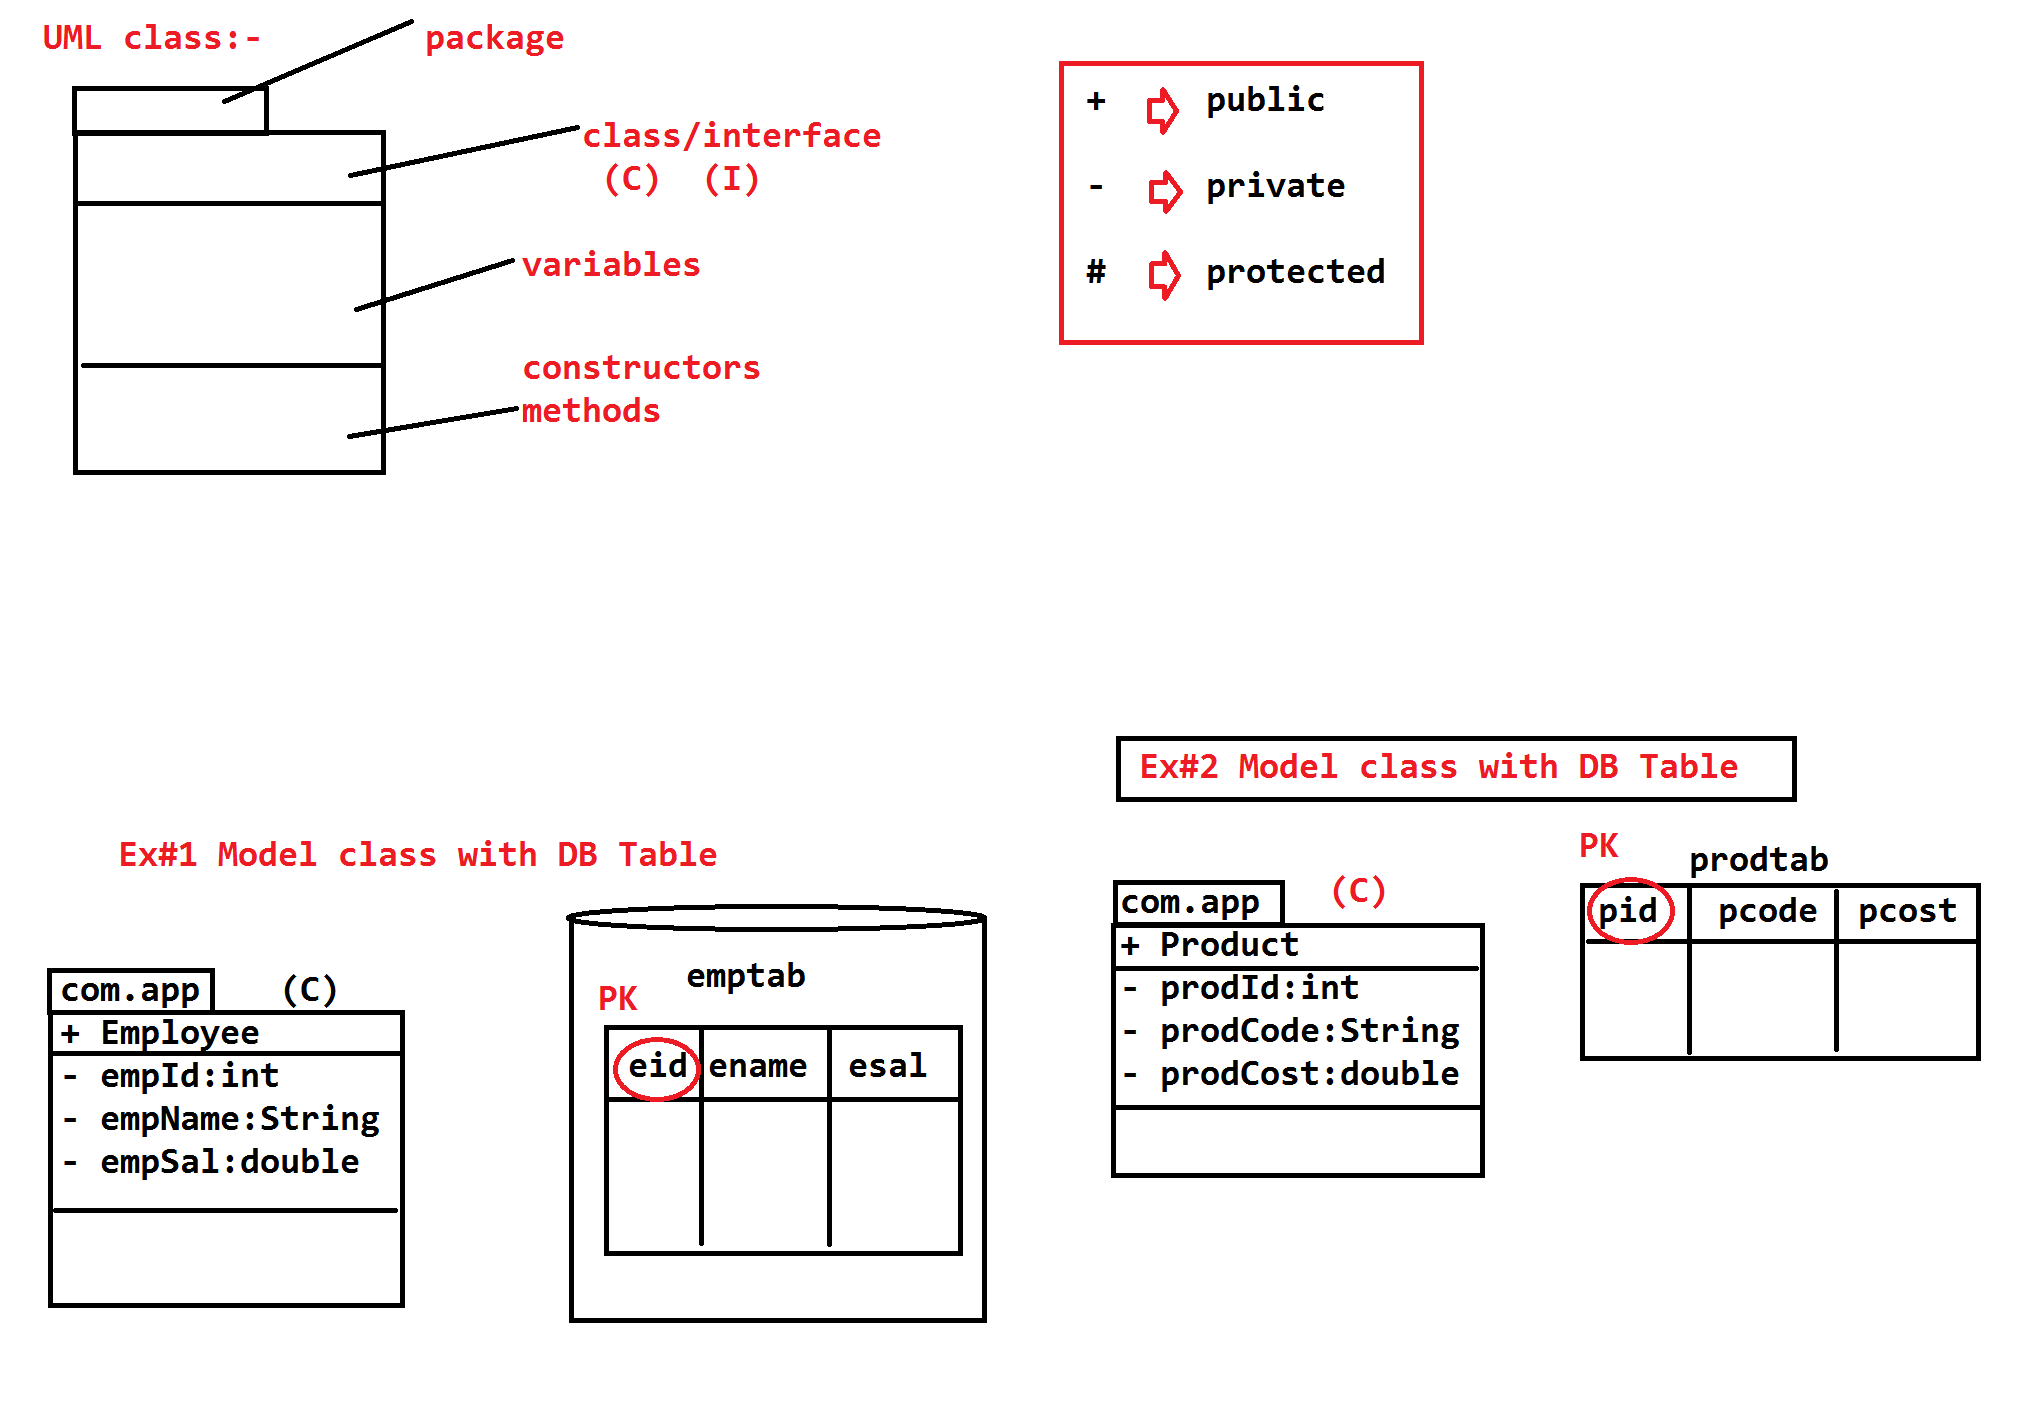 UML class:-
package
class/interface
(C) (I)
variables
constructors
methods
+ public
- private
# protected
Ex#1 Model class with DB Table
com.app (C)
+ Employee
- empId:int
- empName:String
- empSal:double
emptab
PK
eid ename esal
Ex#2 Model class with DB Table
com.app (C)
+ Product
- prodId:int
- prodCode:String
- prodCost:double
PK
prodtab
pid pcode pcost